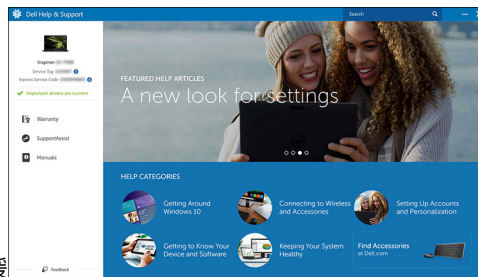 Dell Help & Support
Search
Inspiron
Service Tag:
Express Service Code:
Important drivers are current
Warranty
SupportAssist
Manuals
Feedback
FEATURED HELP ARTICLES
A new look for settings
HELP CATEGORIES
Getting Around
Windows 10
Connecting to Wireless
and Accessories
Setting Up Accounts
and Personalization
Getting to Know Your
Device and Software
Keeping Your System
Healthy
Find Accessories
at Dell.com